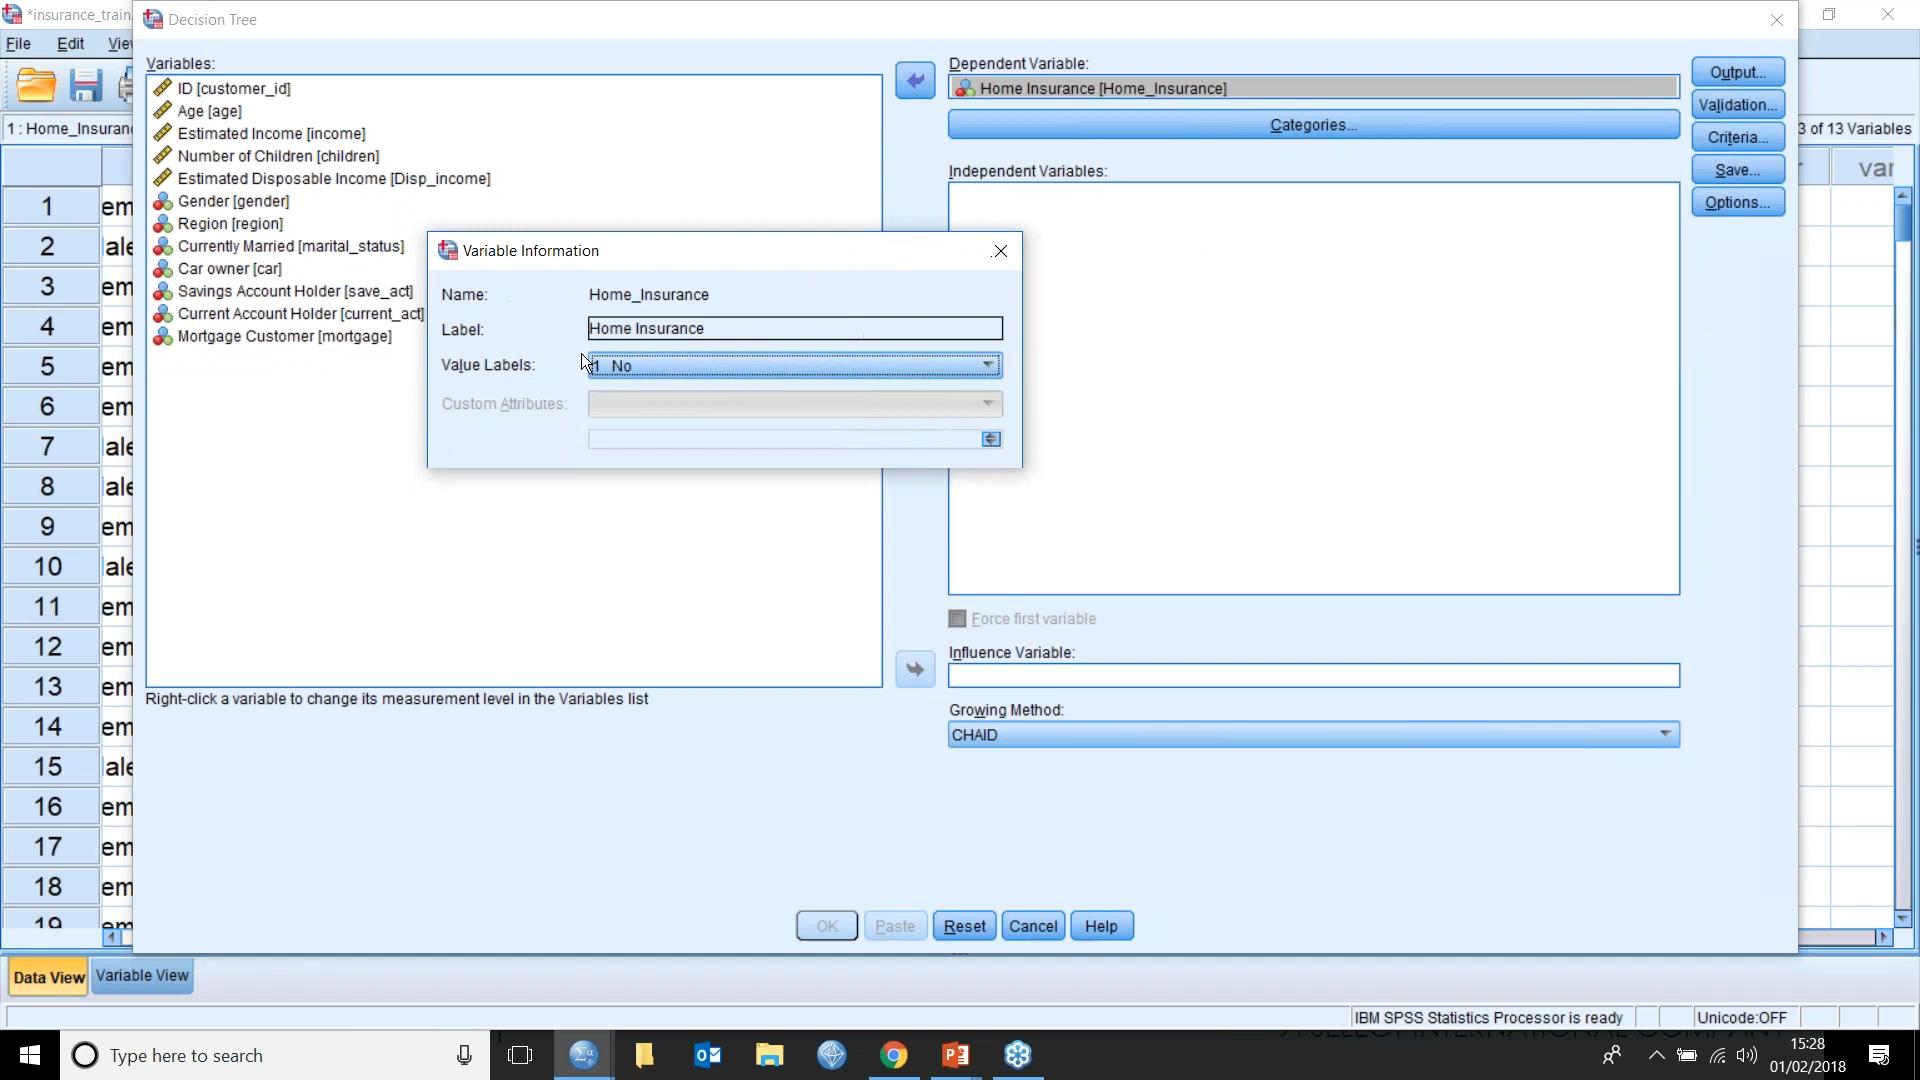 *insurance_train.
Decision Tree
File Edit
Variables:
ID [customer_id]
Age [age]
Estimated Income [income]
Number of Children [children]
Estimated Disposable Income [Disp_income]
Gender [gender]
Region [region]
Currently Married [marital_status]
Car owner [car]
Savings Account Holder [save_act]
Current Account Holder [current_act]
Mortgage Customer [mortgage]
Right-click a variable to change its measurement level in the Variables list
Dependent Variable:
Home Insurance [Home_Insurance]
Categories...
Independent Variables:
Force first variable
Influence Variable:
Growing Method:
CHAID
Output...
Validation...
Criteria...
Save...
Options...
Variable Information
Name: Home_Insurance
Label: Home Insurance
Value Labels: 1 No
Custom Attributes:
OK Paste Reset Cancel Help
1 : Home_Insuran
3 of 13 Variables
var
1 em
2 ale
3 em
4 em
5 em
6 em
7 ale
8 ale
9 em
10 ale
11 em
12 em
13 em
14 em
15 ale
16 em
17 em
18 em
19 em
Data View Variable View
IBM SPSS Statistics Processor is ready Unicode:OFF
Type here to search
15:28
01/02/2018